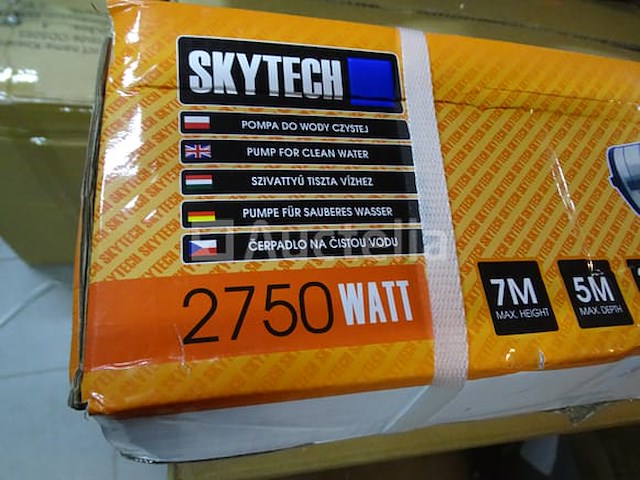 SKYTECH
POMPA DO WODY CZYSTEJ
PUMP FOR CLEAN WATER
SZIVATTYÚ TISZTA VÍZHEZ
PUMPE FÜR SAUBERES WASSER
ČERPADLO NA ČISTOU VODU
Auctelia
2750 WATT
7M
MAX. HEIGHT
5M
MAX. DEPTH